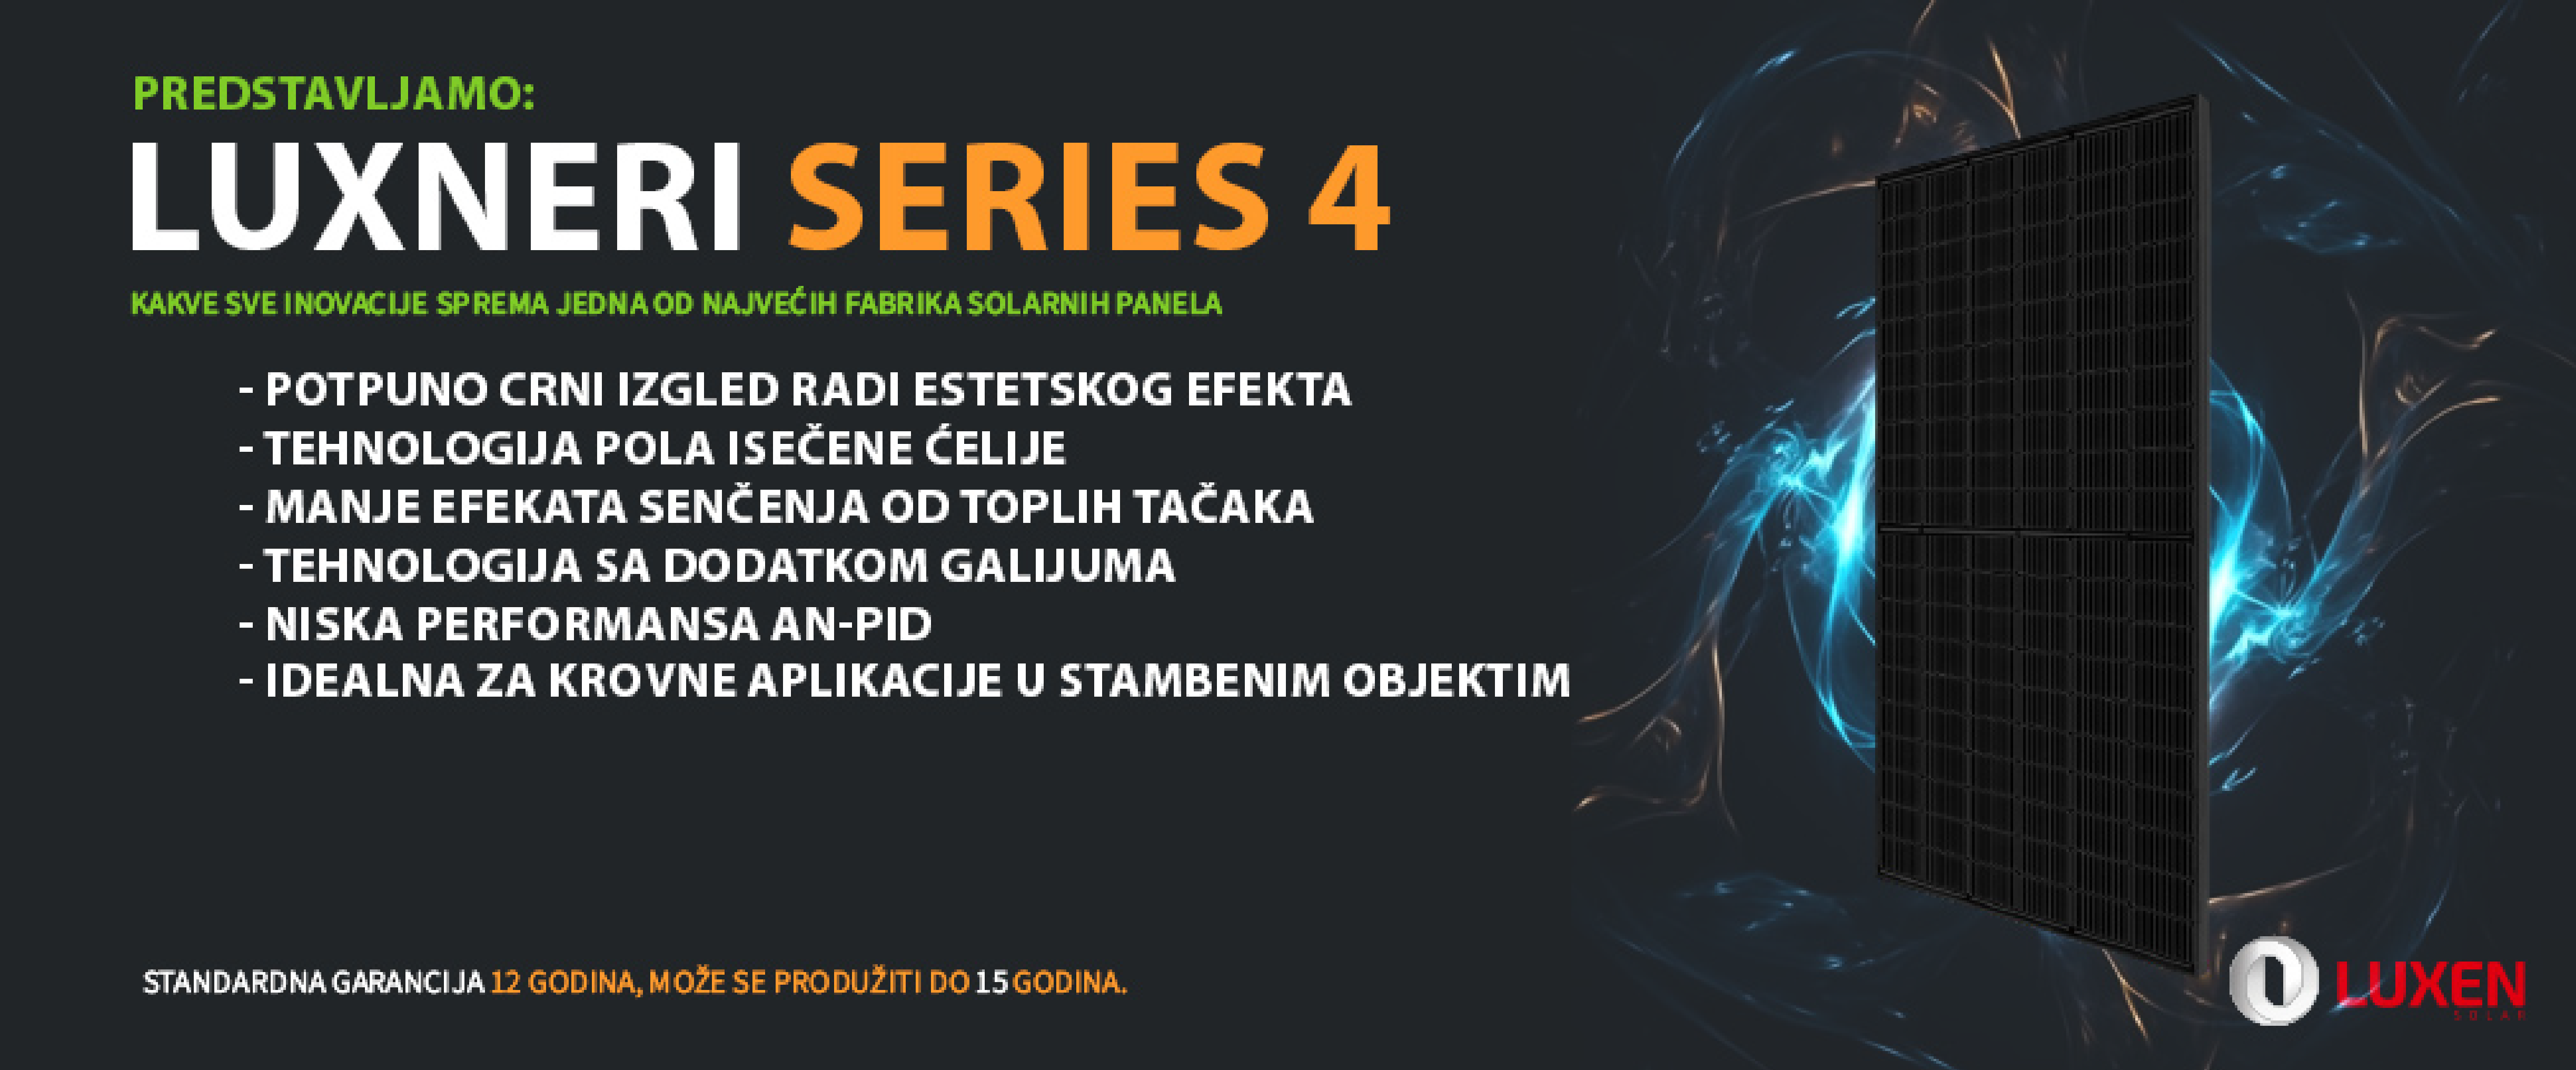 PREDSTAVLJAMO:
LUXNERI SERIES 4
KAKVE SVE INOVACIJE SPREMA JEDNA OD NAJVEĆIH FABRIKA SOLARNIH PANELA
- POTPUNO CRNI IZGLED RADI ESTETSKOG EFEKTA
- TEHNOLOGIJA POLA ISEČENE ĆELIJE
- MANJE EFEKATA SENČENJA OD TOPLIH TAČAKA
- TEHNOLOGIJA SA DODATKOM GALIJUMA
- NISKA PERFORMANSA AN-PID
- IDEALNA ZA KROVNE APLIKACIJE U STAMBENIM OBJEKTIM
STANDARDNA GARANCIJA 12 GODINA, MOŽE SE PRODUŽITI DO 15 GODINA.
LUXEN
SOLAR